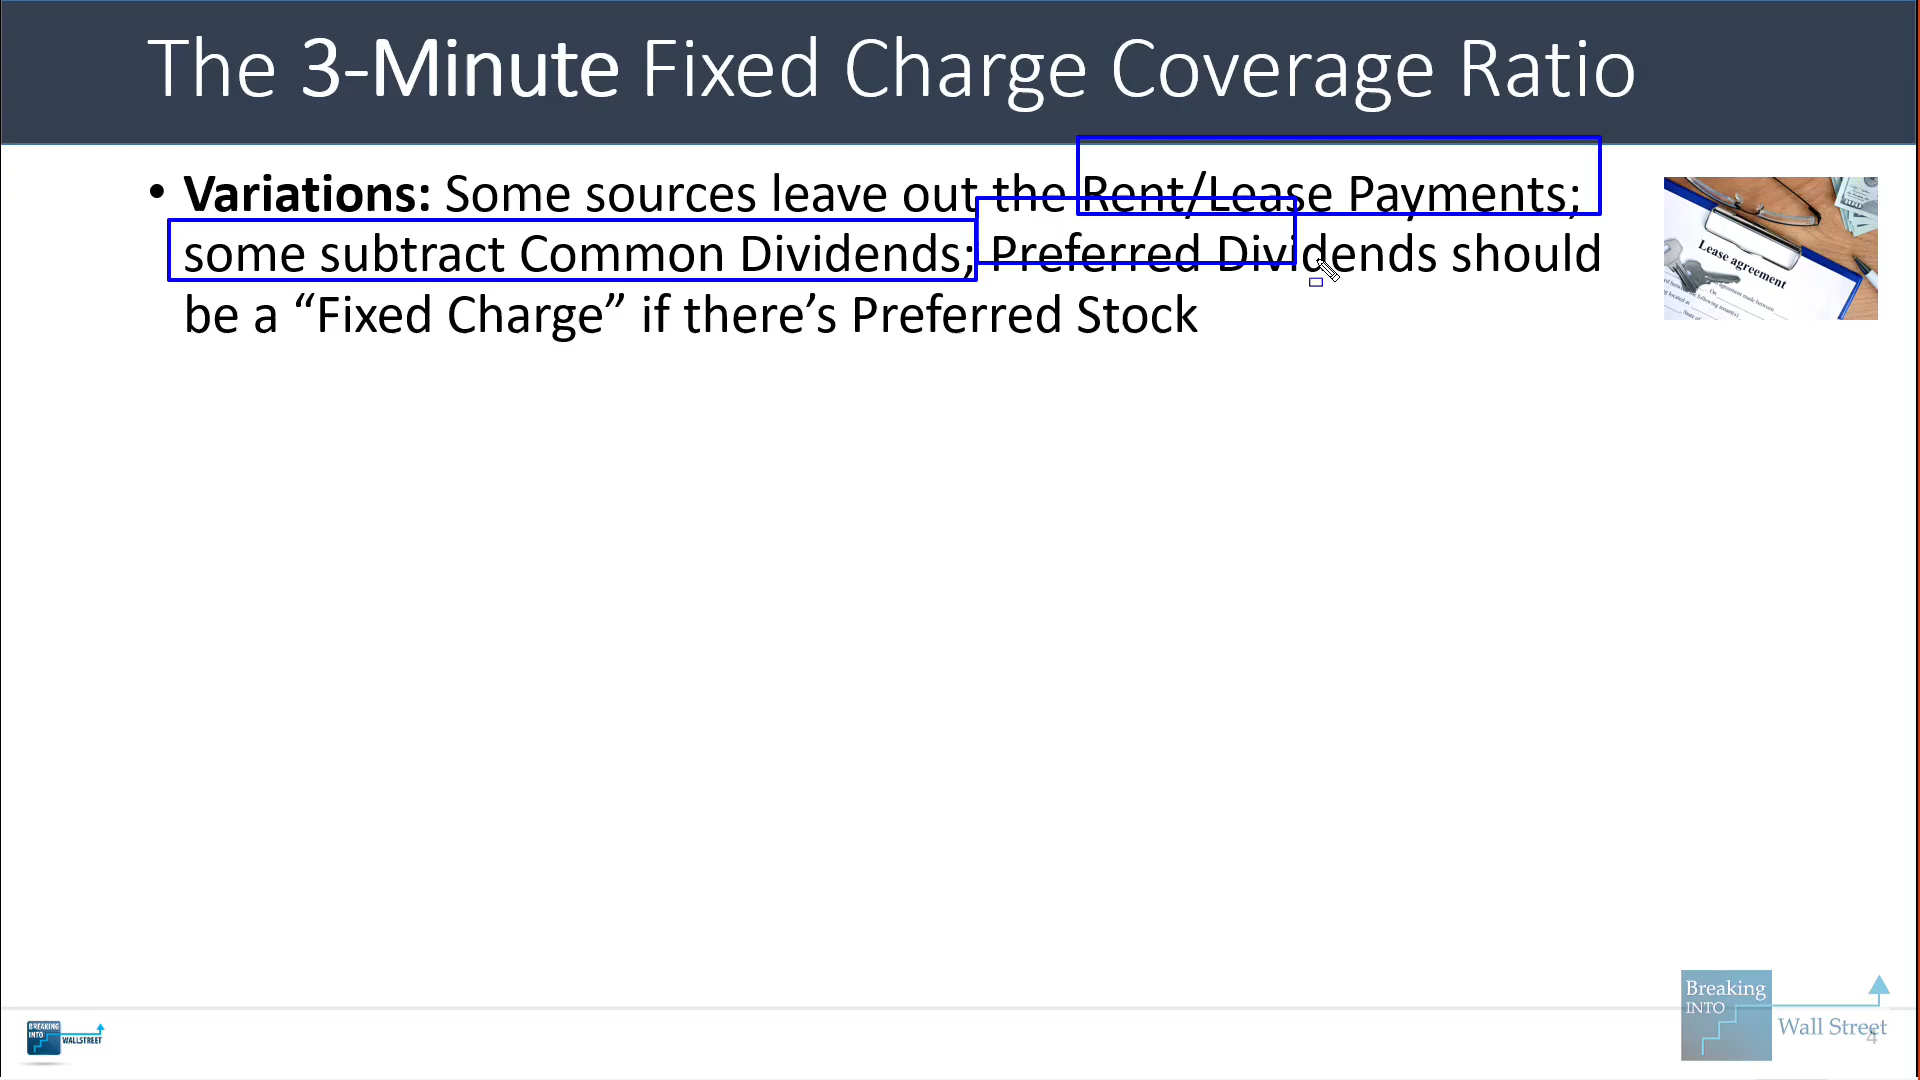 The 3-Minute Fixed Charge Coverage Ratio
• Variations: Some sources leave out the Rent/Lease Payments;
some subtract Common Dividends; Preferred Dividends should
be a “Fixed Charge” if there’s Preferred Stock
Lease agreement
BREAKING
INTO
WALLSTREET
Breaking
INTO
Wall Street
4